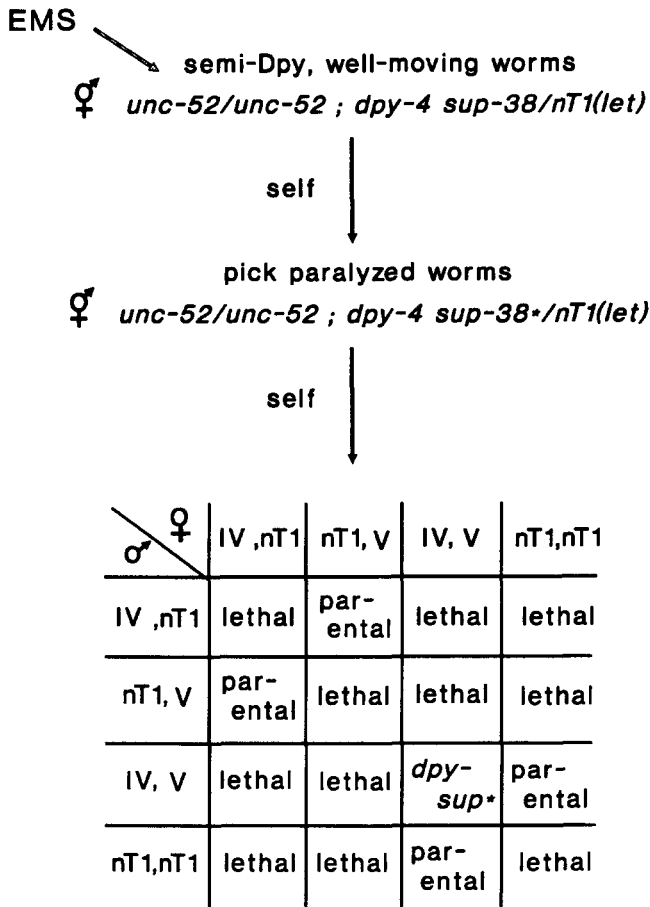 EMS
semi-Dpy, well-moving worms
⚥ unc-52/unc-52 ; dpy-4 sup-38/nT1(let)
self
pick paralyzed worms
⚥ unc-52/unc-52 ; dpy-4 sup-38*/nT1(let)
self
♂ ♀ IV ,nT1 nT1, V IV, V nT1,nT1
IV ,nT1 lethal par-ental lethal lethal
nT1, V par-ental lethal lethal lethal
IV, V lethal lethal dpy-sup* par-ental
nT1,nT1 lethal lethal par-ental lethal